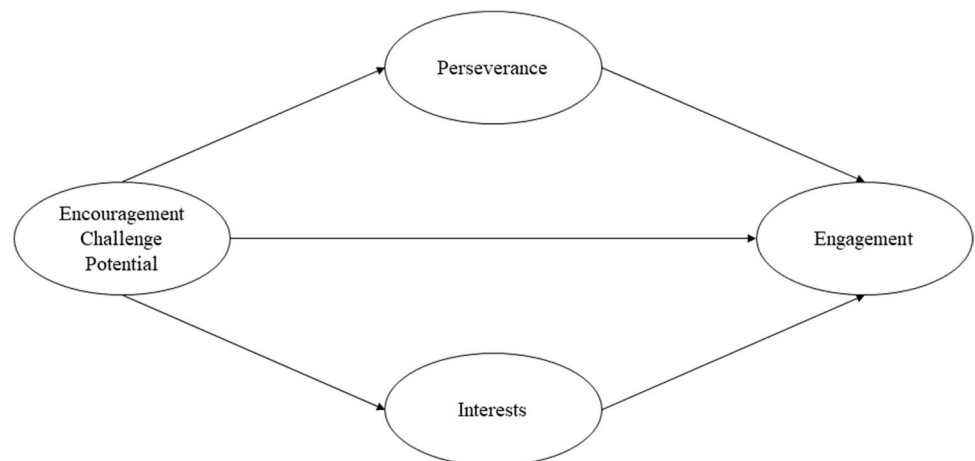 Perseverance
Encouragement
Challenge
Potential
Engagement
Interests